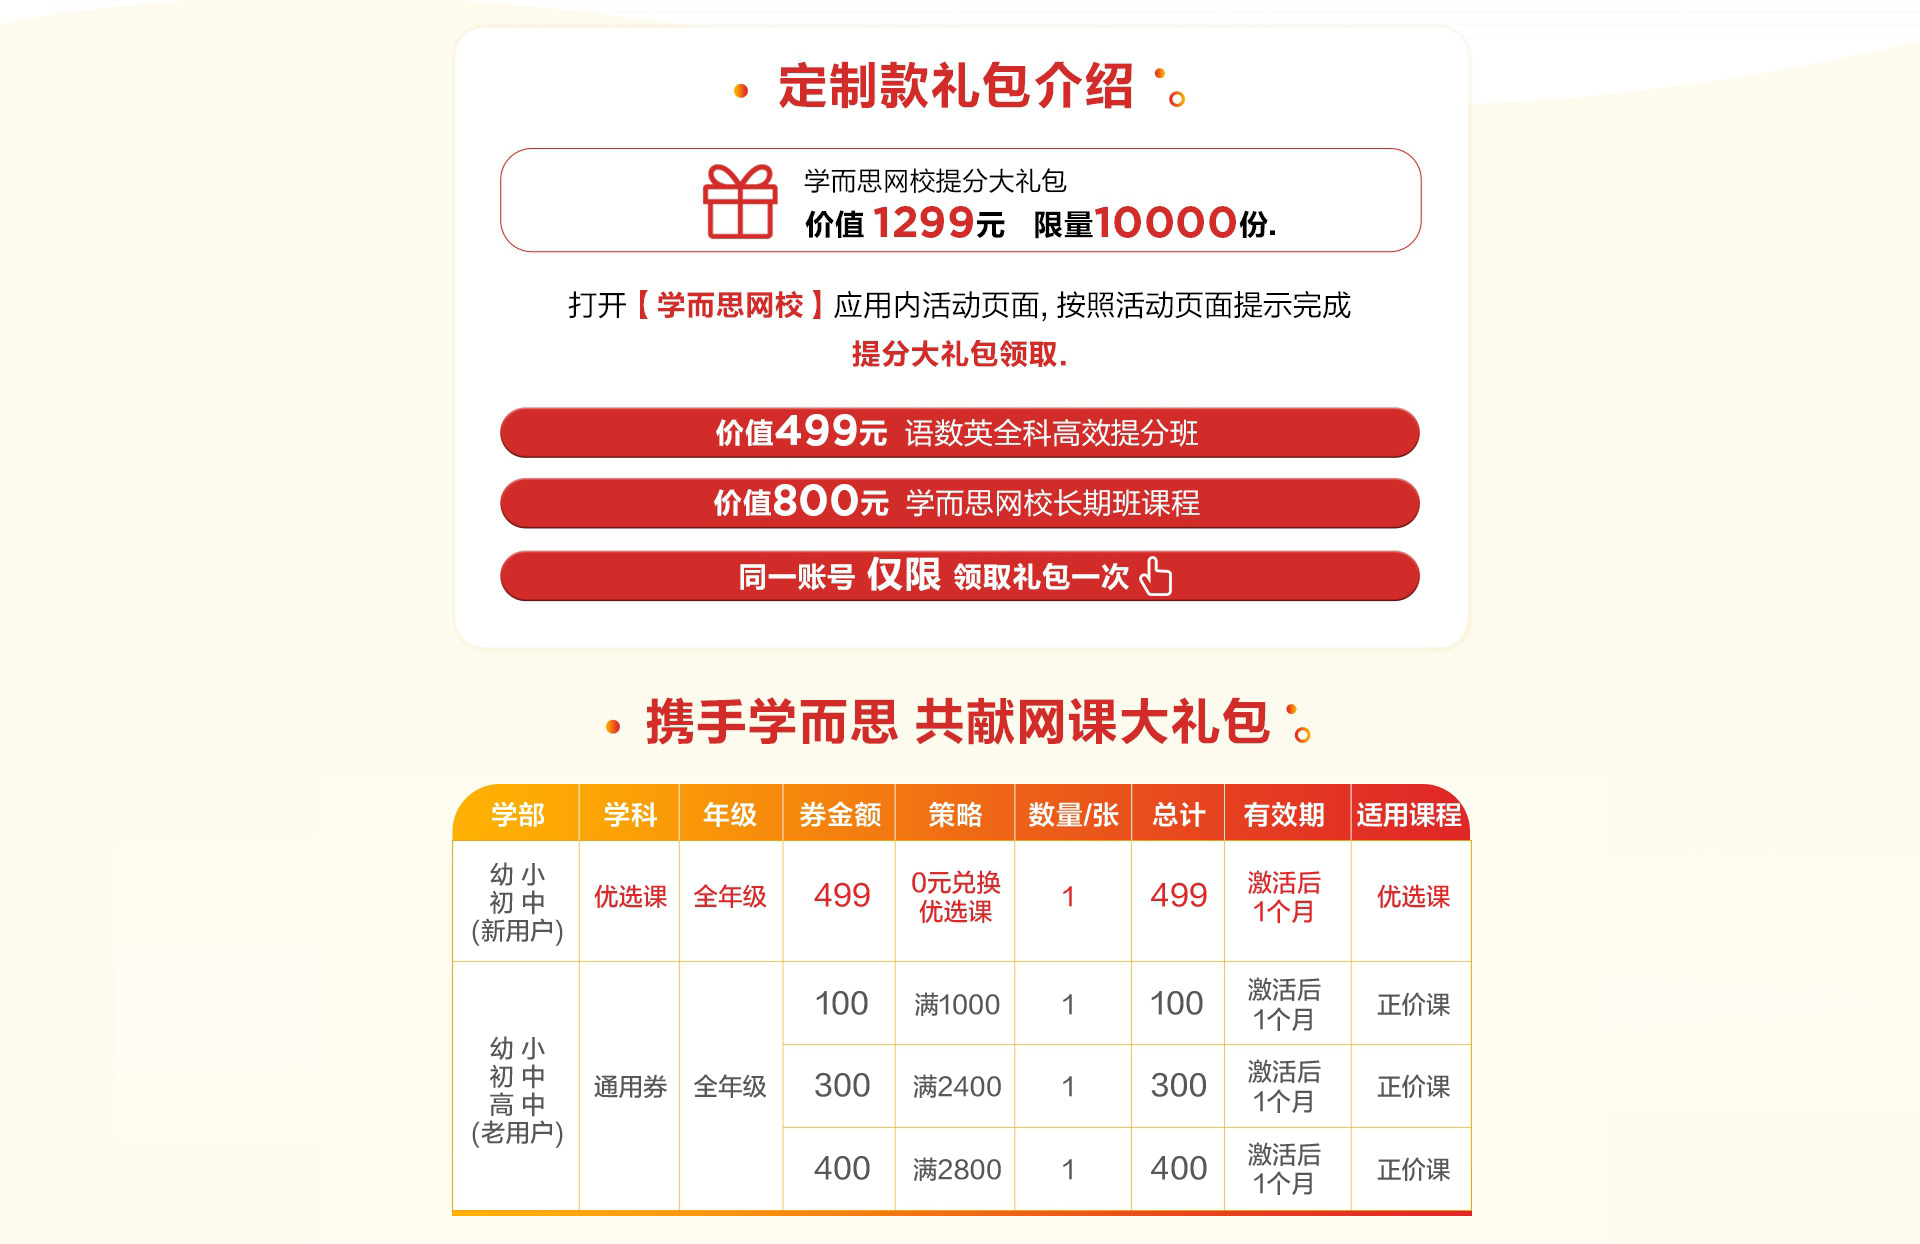 定制款礼包介绍
学而思网校提分大礼包
价值 1299元 限量10000份.
打开【学而思网校】应用内活动页面, 按照活动页面提示完成
提分大礼包领取.
价值499元 语数英全科高效提分班
价值800元 学而思网校长期班课程
同一账号 仅限 领取礼包一次
携手学而思 共献网课大礼包
学部 学科 年级 券金额 策略 数量/张 总计 有效期 适用课程
幼 小
初 中
(新用户)
优选课 全年级 499
0元兑换
优选课
1 499
激活后
1个月
优选课
幼 小
初 中
高 中
(老用户)
通用券 全年级
100 满1000 1 100
激活后
1个月
正价课
300 满2400 1 300
激活后
1个月
正价课
400 满2800 1 400
激活后
1个月
正价课